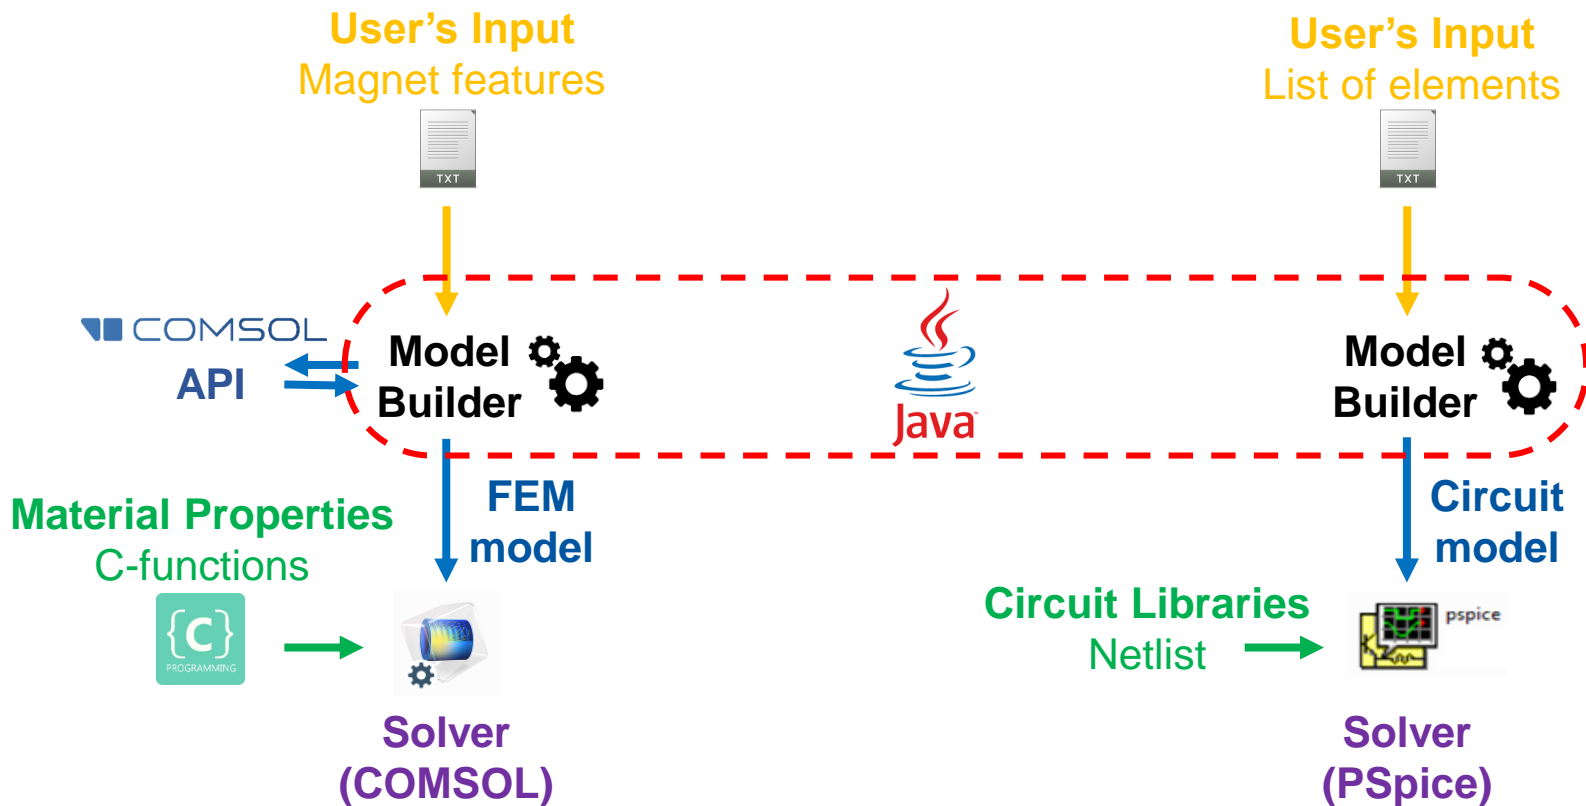 User's Input
Magnet features
TXT
User's Input
List of elements
TXT
COMSOL
API
Model
Builder
Java
Model
Builder
FEM
model
Circuit
model
Material Properties
C-functions
{C}
PROGRAMMING
Circuit Libraries
Netlist
pspice
Solver
(COMSOL)
Solver
(PSpice)